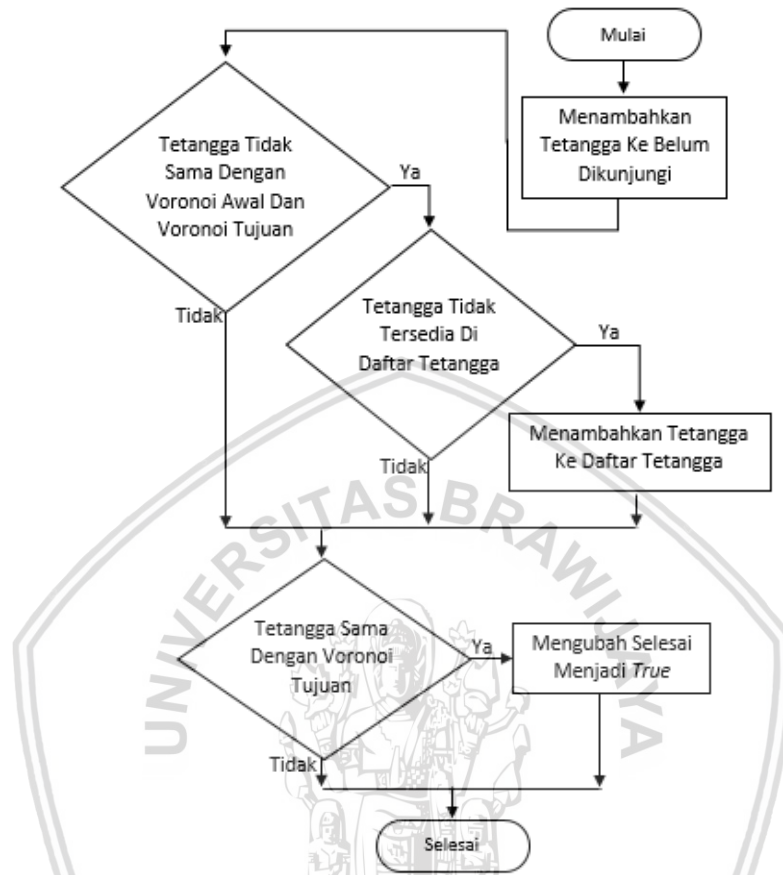 Mulai
Menambahkan
Tetangga Ke Belum
Dikunjungi
Tetangga Tidak
Sama Dengan
Voronoi Awal Dan
Voronoi Tujuan
Ya
Tidak
Tetangga Tidak
Tersedia Di
Daftar Tetangga
Ya
Tidak
Menambahkan Tetangga
Ke Daftar Tetangga
UNIVERSITAS BRAWIJAYA
Tetangga Sama
Dengan Voronoi
Tujuan
Ya
Mengubah Selesai
Menjadi True
Tidak
Selesai